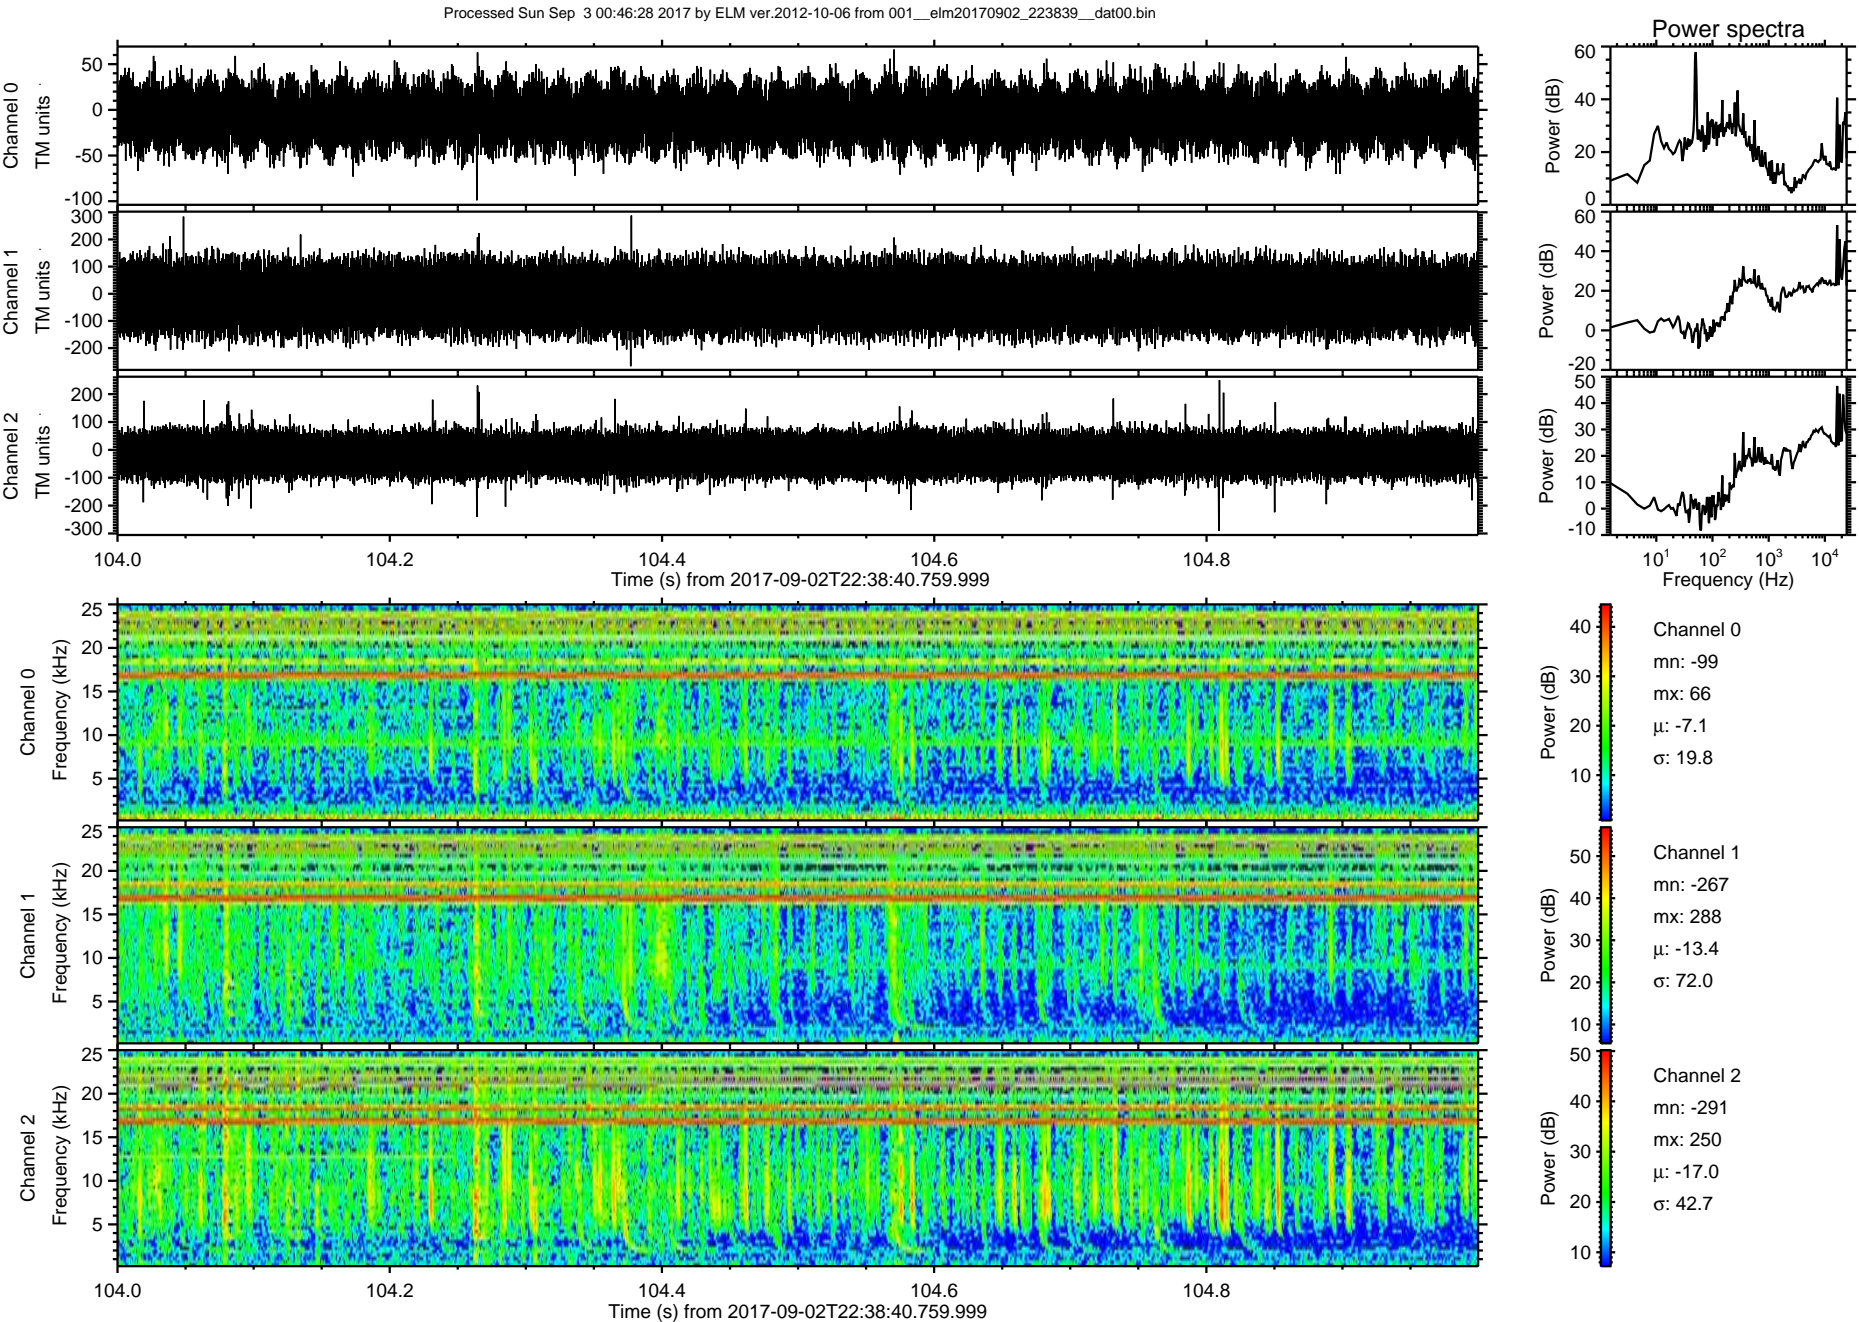 Processed Sun Sep  3 00:46:28 2017 by ELM ver.2012-10-06 from 001__elm20170902_223839__dat00.bin
Power spectra
Channel 0
TM units
50
0
-50
-100
Power (dB)
60
40
20
0
Channel 1
TM units
300
200
100
0
-100
-200
Power (dB)
60
40
20
0
-20
Channel 2
TM units
200
100
0
-100
-200
-300
Power (dB)
50
40
30
20
10
0
-10
104.0 104.2 104.4 104.6 104.8
Time (s) from 2017-09-02T22:38:40.759.999
10¹ 10² 10³ 10⁴
Frequency (Hz)
Channel 0
Frequency (kHz)
25
20
15
10
5
Power (dB)
40
30
20
10
Channel 0
mn: -99
mx: 66
µ: -7.1
σ: 19.8
Channel 1
Frequency (kHz)
25
20
15
10
5
Power (dB)
50
40
30
20
10
Channel 1
mn: -267
mx: 288
µ: -13.4
σ: 72.0
Channel 2
Frequency (kHz)
25
20
15
10
5
Power (dB)
50
40
30
20
10
Channel 2
mn: -291
mx: 250
µ: -17.0
σ: 42.7
104.0 104.2 104.4 104.6 104.8
Time (s) from 2017-09-02T22:38:40.759.999